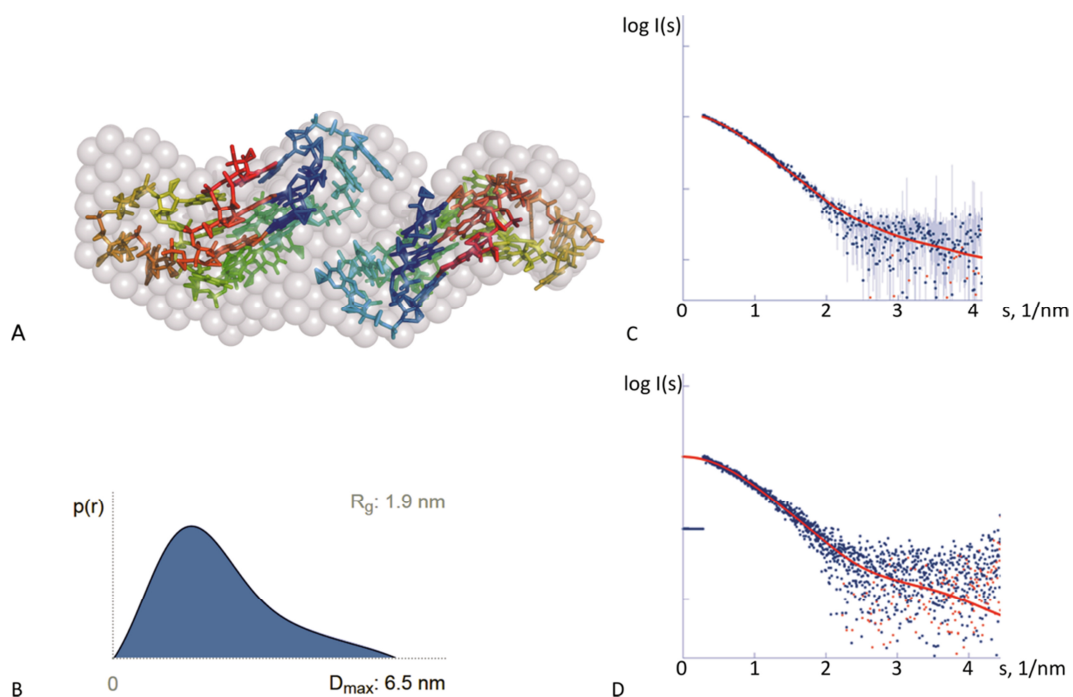 A
p(r)
Rg: 1.9 nm
0
Dmax: 6.5 nm
B
log I(s)
0 1 2 3 4 s, 1/nm
C
log I(s)
0 1 2 3 4 s, 1/nm
D